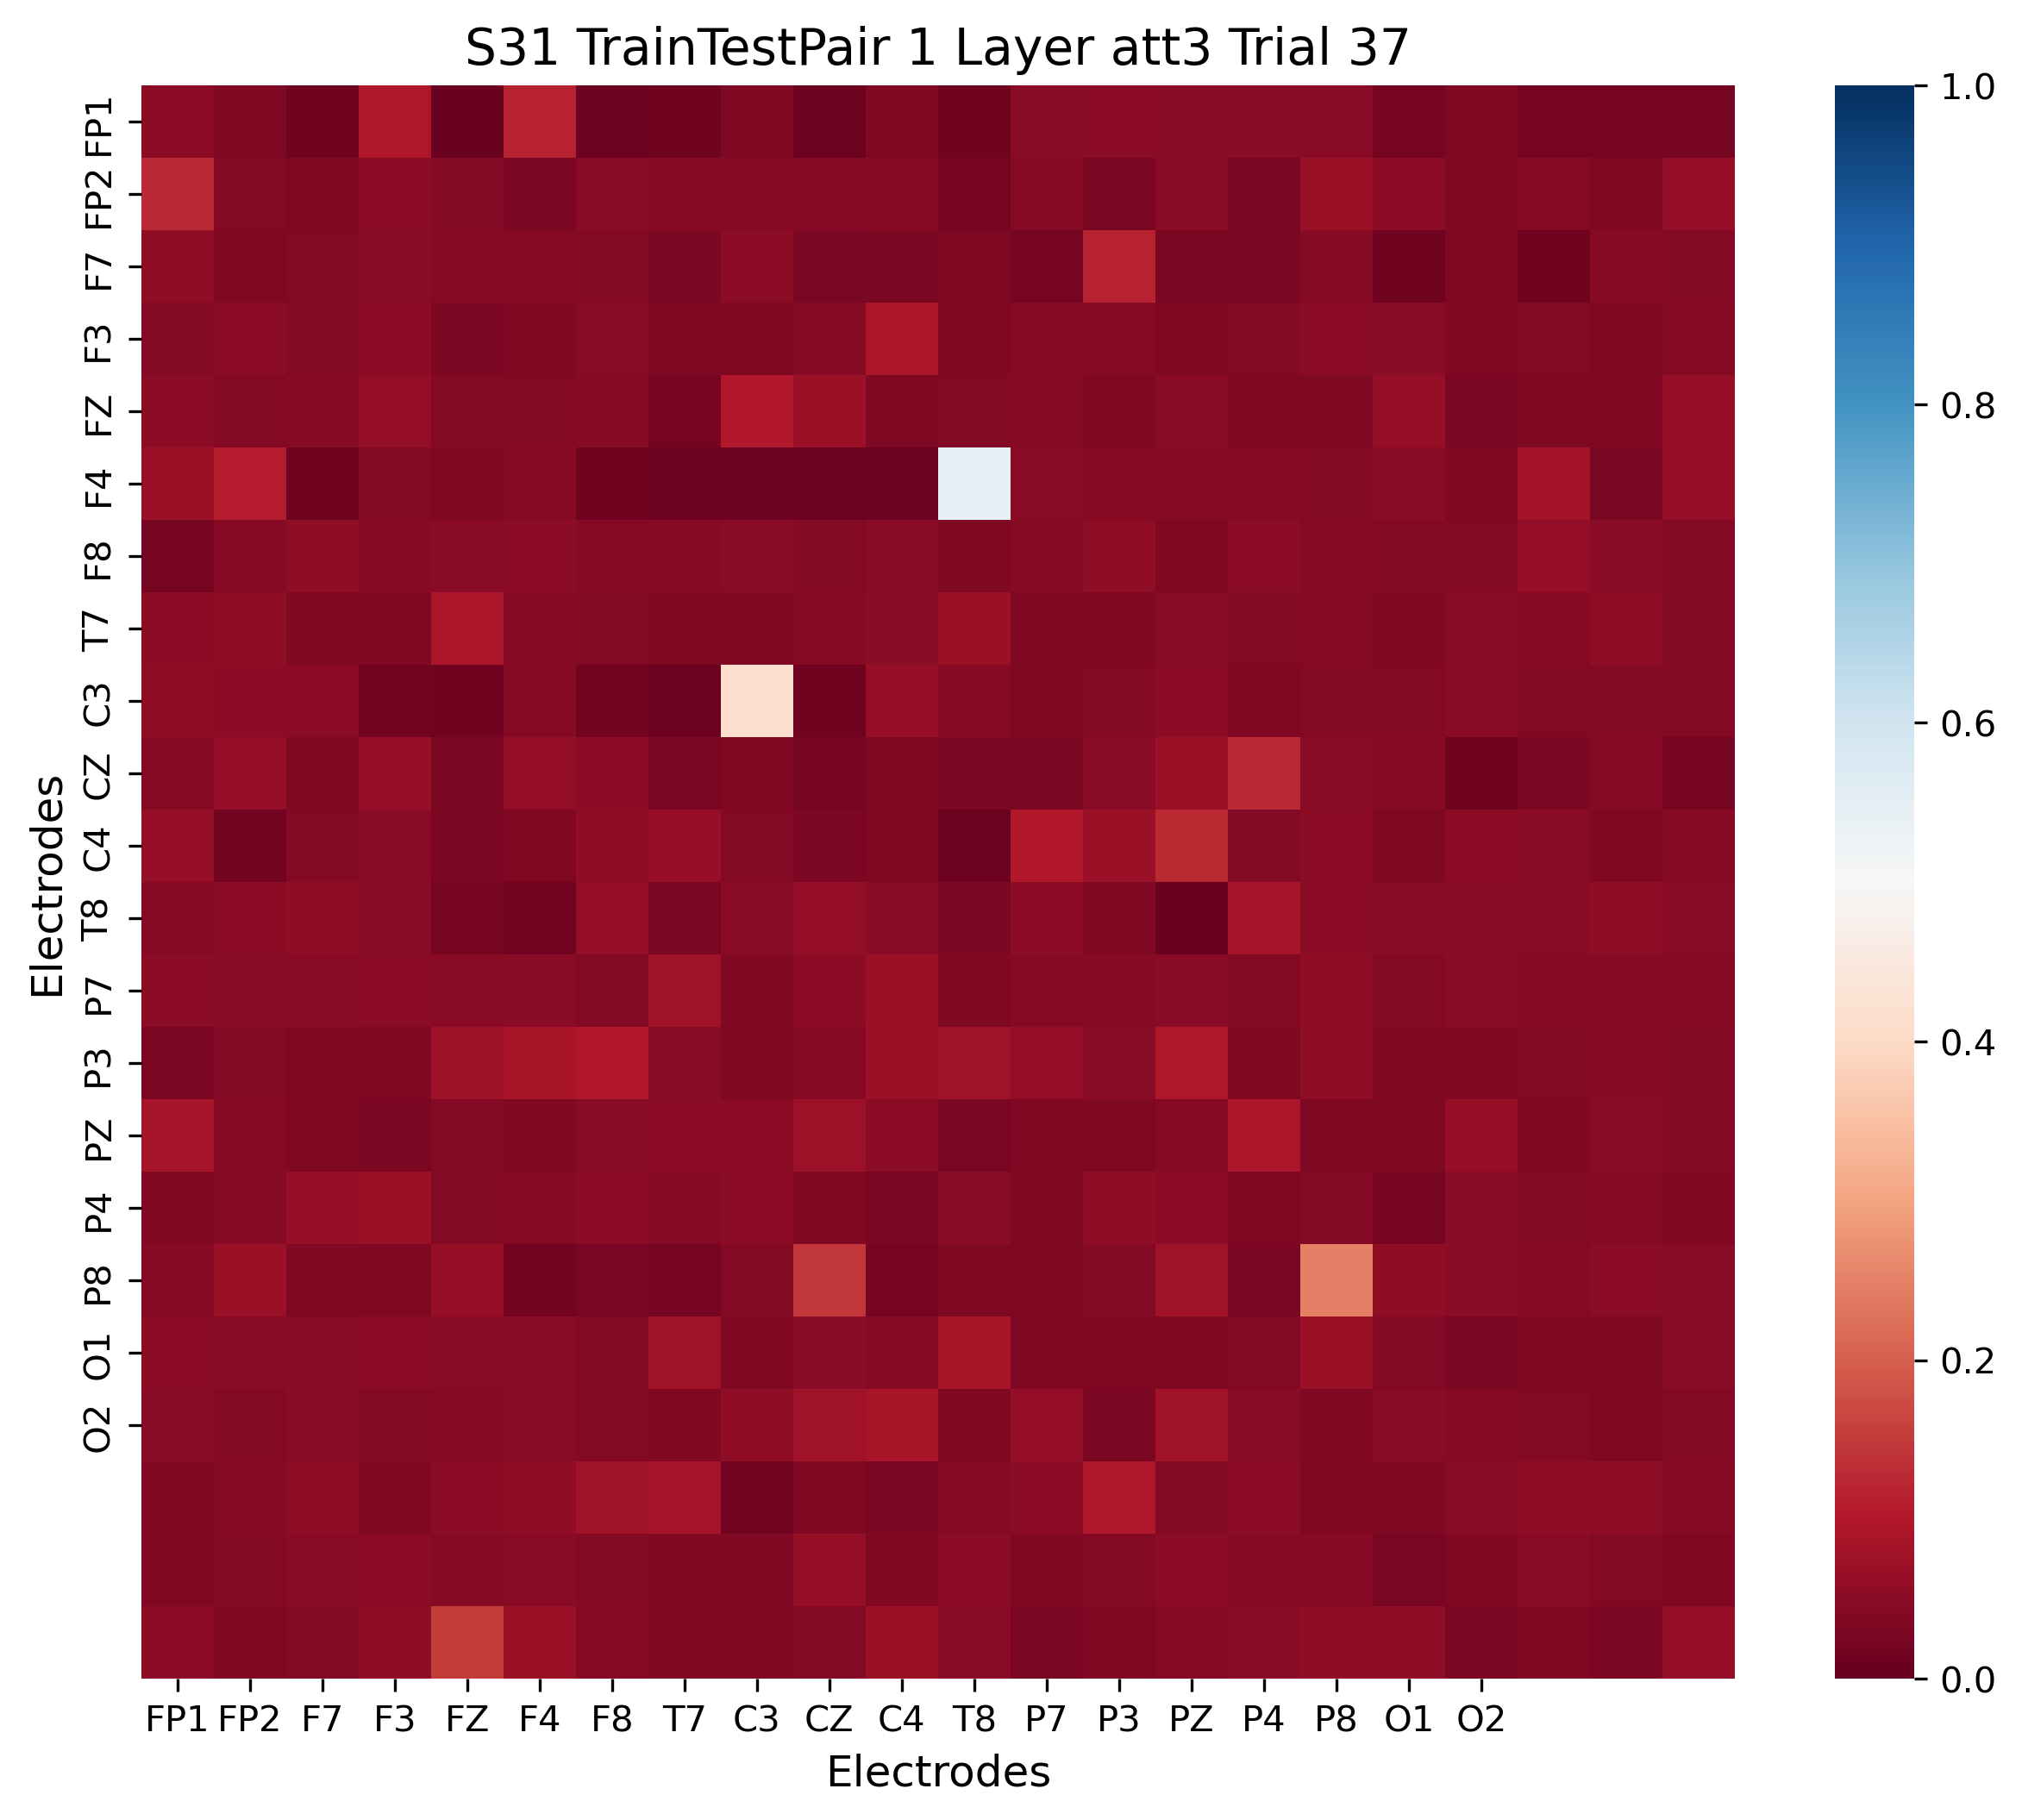 S31 TrainTestPair 1 Layer att3 Trial 37
Electrodes
FP1
FP2
F7
F3
FZ
F4
F8
T7
C3
CZ
C4
T8
P7
P3
PZ
P4
P8
O1
O2
FP1 FP2 F7 F3 FZ F4 F8 T7 C3 CZ C4 T8 P7 P3 PZ P4 P8 O1 O2
Electrodes
1.0
0.8
0.6
0.4
0.2
0.0